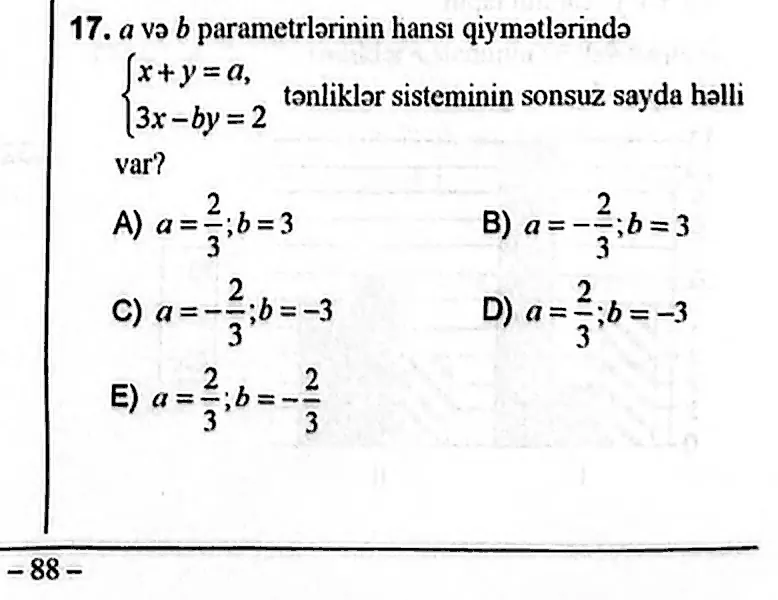 17. a və b parametrlərinin hansı qiymətlərində
{x + y = a,
3x – by = 2 tənliklər sisteminin sonsuz sayda həlli
var?
A) a = 2/3; b = 3 B) a = –2/3; b = 3
C) a = –2/3; b = –3 D) a = 2/3; b = –3
E) a = 2/3; b = –2/3
– 88 –